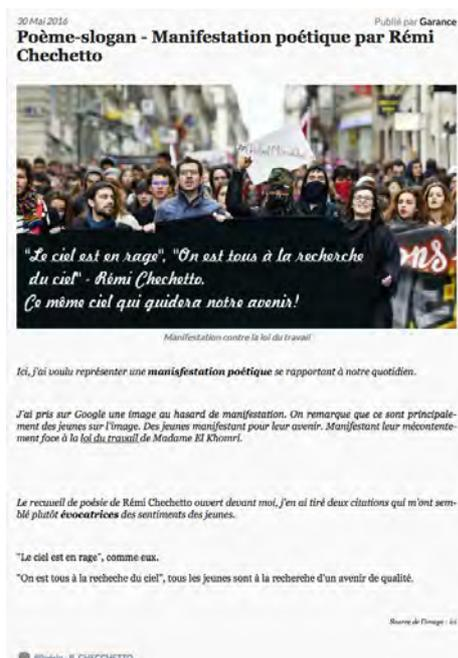 30 Mai 2016
Publié par Garance
Poème-slogan - Manifestation poétique par Rémi
Chechetto
"Le ciel est en rage", "On est tous à la recherche
du ciel" - Rémi Chechetto.
Ce même ciel qui guidera notre avenir!
ns
Manifestation contre la loi du travail
Ici, j'ai voulu représenter une manisfestation poétique se rapportant à notre quotidien.
J'ai pris sur Google une image au hasard de manifestation. On remarque que ce sont principale-
ment des jeunes sur l'image. Des jeunes manifestant pour leur avenir. Manifestant leur mécontente-
ment face à la loi du travail de Madame El Khomri.
Le recuueil de poésie de Rémi Chechetto ouvert devant moi, j'en ai tiré deux citations qui m'ont sem-
blé plutôt évocatrices des sentiments des jeunes.
"Le ciel est en rage", comme eux.
"On est tous à la recheche du ciel", tous les jeunes sont à la recherche d'un avenir de qualité.
Source de l'image : ici
R. CHECCHETTO